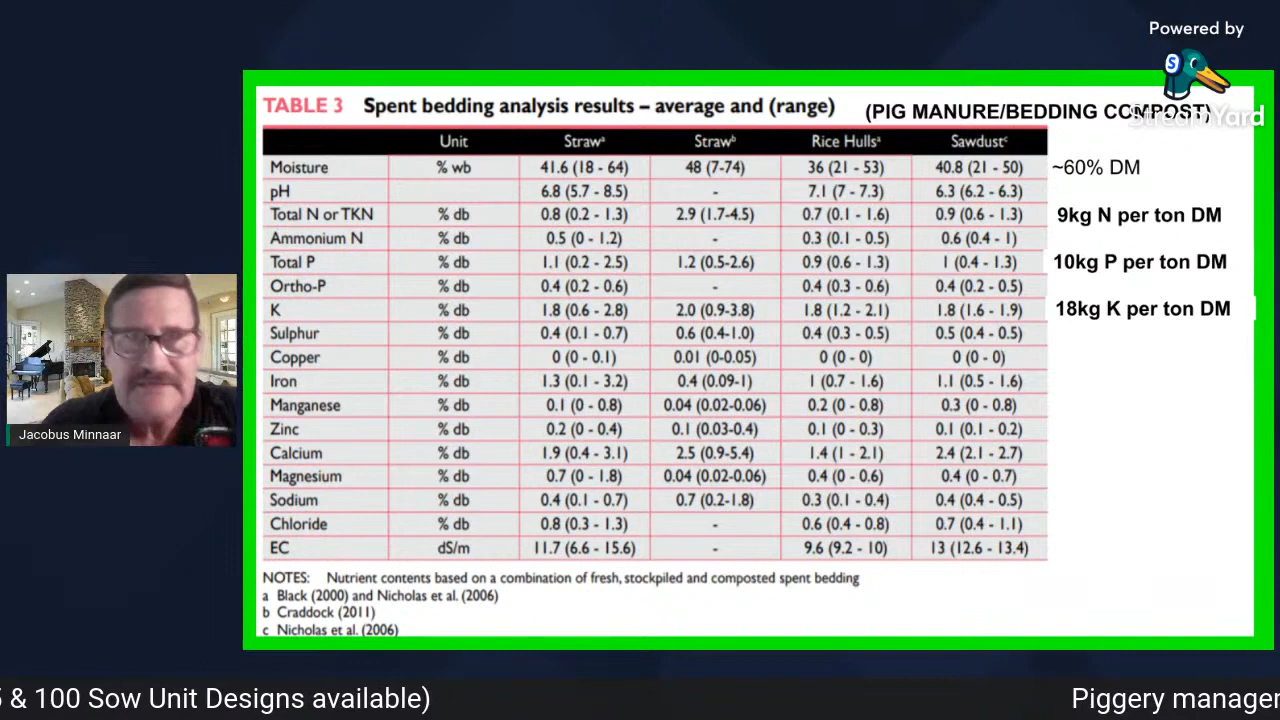 Powered by
S
StreamYard
TABLE 3 Spent bedding analysis results – average and (range) (PIG MANURE/BEDDING COMPOST)
Unit Strawᵃ Strawᵇ Rice Hullsᵃ Sawdustᶜ
Moisture % wb 41.6 (18 - 64) 48 (7-74) 36 (21 - 53) 40.8 (21 - 50) ~60% DM
pH 6.8 (5.7 - 8.5) - 7.1 (7 - 7.3) 6.3 (6.2 - 6.3)
Total N or TKN % db 0.8 (0.2 - 1.3) 2.9 (1.7-4.5) 0.7 (0.1 - 1.6) 0.9 (0.6 - 1.3) 9kg N per ton DM
Ammonium N % db 0.5 (0 - 1.2) - 0.3 (0.1 - 0.5) 0.6 (0.4 - 1)
Total P % db 1.1 (0.2 - 2.5) 1.2 (0.5-2.6) 0.9 (0.6 - 1.3) 1 (0.4 - 1.3) 10kg P per ton DM
Ortho-P % db 0.4 (0.2 - 0.6) - 0.4 (0.3 - 0.6) 0.4 (0.2 - 0.5)
K % db 1.8 (0.6 - 2.8) 2.0 (0.9-3.8) 1.8 (1.2 - 2.1) 1.8 (1.6 - 1.9) 18kg K per ton DM
Sulphur % db 0.4 (0.1 - 0.7) 0.6 (0.4-1.0) 0.4 (0.3 - 0.5) 0.5 (0.4 - 0.5)
Copper % db 0 (0 - 0.1) 0.01 (0-0.05) 0 (0 - 0) 0 (0 - 0)
Iron % db 1.3 (0.1 - 3.2) 0.4 (0.09-1) 1 (0.7 - 1.6) 1.1 (0.5 - 1.6)
Manganese % db 0.1 (0 - 0.8) 0.04 (0.02-0.06) 0.2 (0 - 0.8) 0.3 (0 - 0.8)
Zinc % db 0.2 (0 - 0.4) 0.1 (0.03-0.4) 0.1 (0 - 0.3) 0.1 (0.1 - 0.2)
Calcium % db 1.9 (0.4 - 3.1) 2.5 (0.9-5.4) 1.4 (1 - 2.1) 2.4 (2.1 - 2.7)
Magnesium % db 0.7 (0 - 1.8) 0.04 (0.02-0.06) 0.4 (0 - 0.6) 0.4 (0 - 0.7)
Sodium % db 0.4 (0.1 - 0.7) 0.7 (0.2-1.8) 0.3 (0.1 - 0.4) 0.4 (0.4 - 0.5)
Chloride % db 0.8 (0.3 - 1.3) - 0.6 (0.4 - 0.8) 0.7 (0.4 - 1.1)
EC dS/m 11.7 (6.6 - 15.6) - 9.6 (9.2 - 10) 13 (12.6 - 13.4)
NOTES: Nutrient contents based on a combination of fresh, stockpiled and composted spent bedding
a Black (2000) and Nicholas et al. (2006)
b Craddock (2011)
c Nicholas et al. (2006)
Jacobus Minnaar
& 100 Sow Unit Designs available) Piggery manager